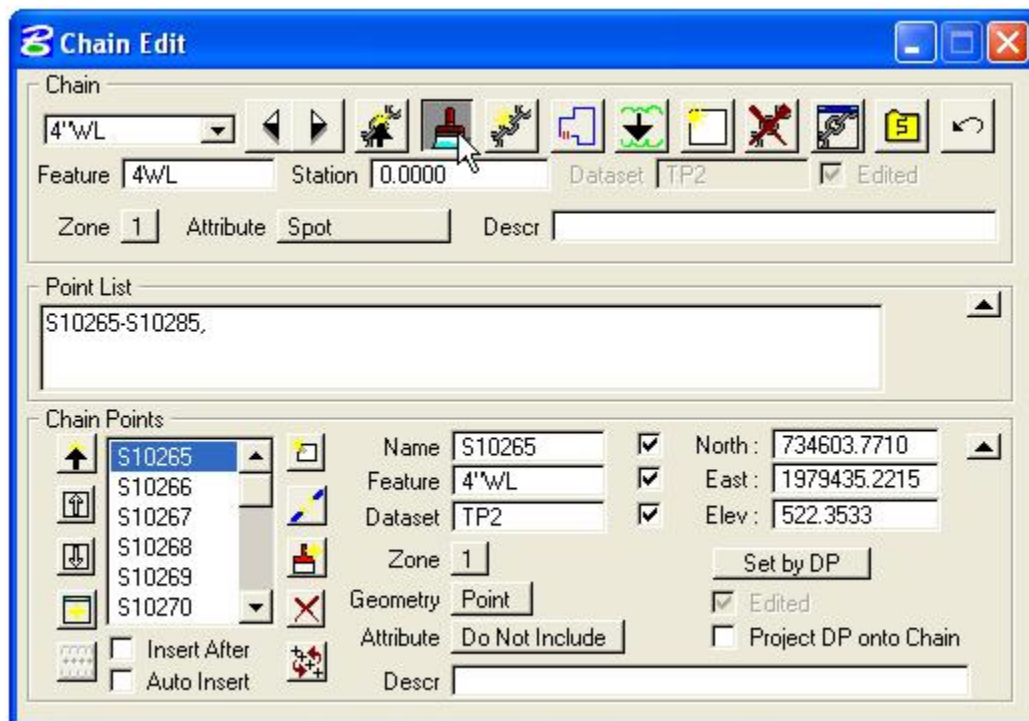 Chain Edit
Chain
4"WL
S
Feature 4WL Station 0.0000 Dataset TP2 Edited
Zone 1 Attribute Spot Descr
Point List
S10265-S10285,
Chain Points
S10265
S10266
S10267
S10268
S10269
S10270
Insert After
Auto Insert
Name S10265
Feature 4"WL
Dataset TP2
Zone 1
Geometry Point
Attribute Do Not Include
Descr
North : 734603.7710
East : 1979435.2215
Elev : 522.3533
Set by DP
Edited
Project DP onto Chain